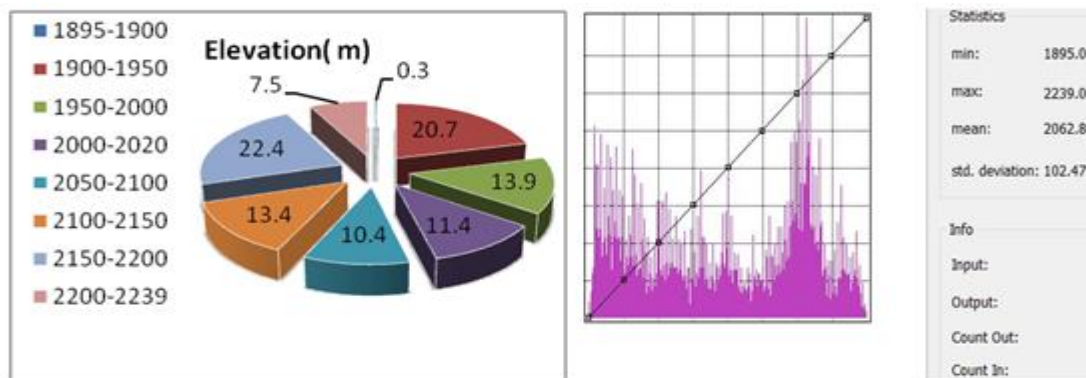 1895-1900
1900-1950
1950-2000
2000-2020
2050-2100
2100-2150
2150-2200
2200-2239
Elevation( m)
7.5
0.3
20.7
13.9
11.4
10.4
13.4
22.4
Statistics
min: 1895.0
max: 2239.0
mean: 2062.8
std. deviation: 102.47
Info
Input:
Output:
Count Out:
Count In: